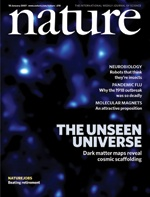 nature
NEUROBIOLOGY
Robots that think
they're insects
PANDEMIC FLU
Why the 1918 outbreak
was so deadly
MOLECULAR MAGNETS
An attractive proposition
THE UNSEEN
UNIVERSE
Dark matter maps reveal
cosmic scaffolding
NATUREJOBS
Beating retirement